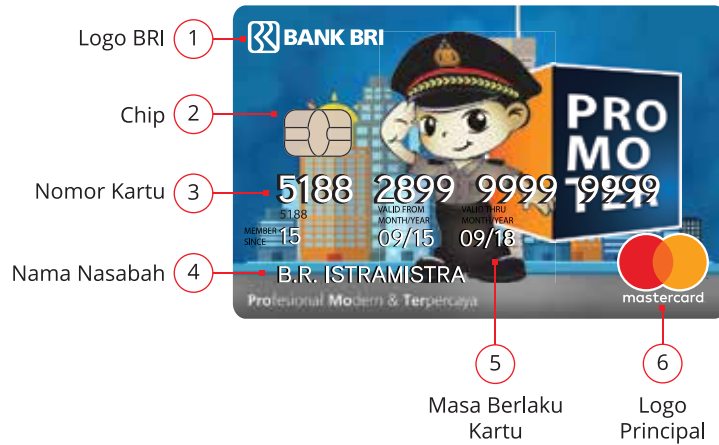 Logo BRI 1 BANK BRI
PRO
MO
TER
Chip 2
Nomor Kartu 3 5188 2899 9999 9999
5188
MEMBER SINCE 15
VALID FROM MONTH/YEAR 09/15
VALID THRU MONTH/YEAR 09/18
Nama Nasabah 4 B.R. ISTRAMISTRA
Profesional Modern & Terpercaya
mastercard
5
Masa Berlaku
Kartu
6
Logo
Principal